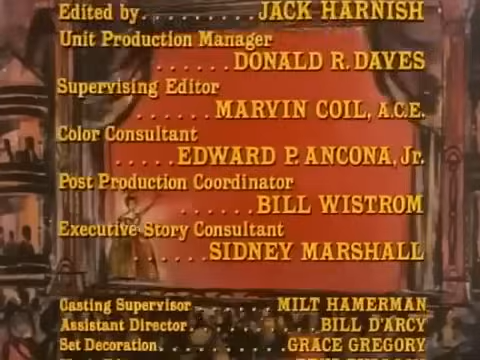 Edited by.........JACK HARNISH
Unit Production Manager
......DONALD R. DAVES
Supervising Editor
......MARVIN COIL, A.C.E.
Color Consultant
.....EDWARD P. ANCONA, Jr.
Post Production Coordinator
......BILL WISTROM
Executive Story Consultant
......SIDNEY MARSHALL
Casting Supervisor.......MILT HAMERMAN
Assistant Director..........BILL D'ARCY
Set Decoration..........GRACE GREGORY